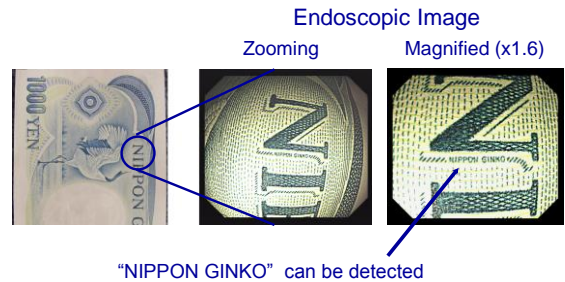 Endoscopic Image
Zooming
Magnified (x1.6)
1000 YEN
NIPPON G
NI
NIPPON GINKO
“NIPPON GINKO” can be detected